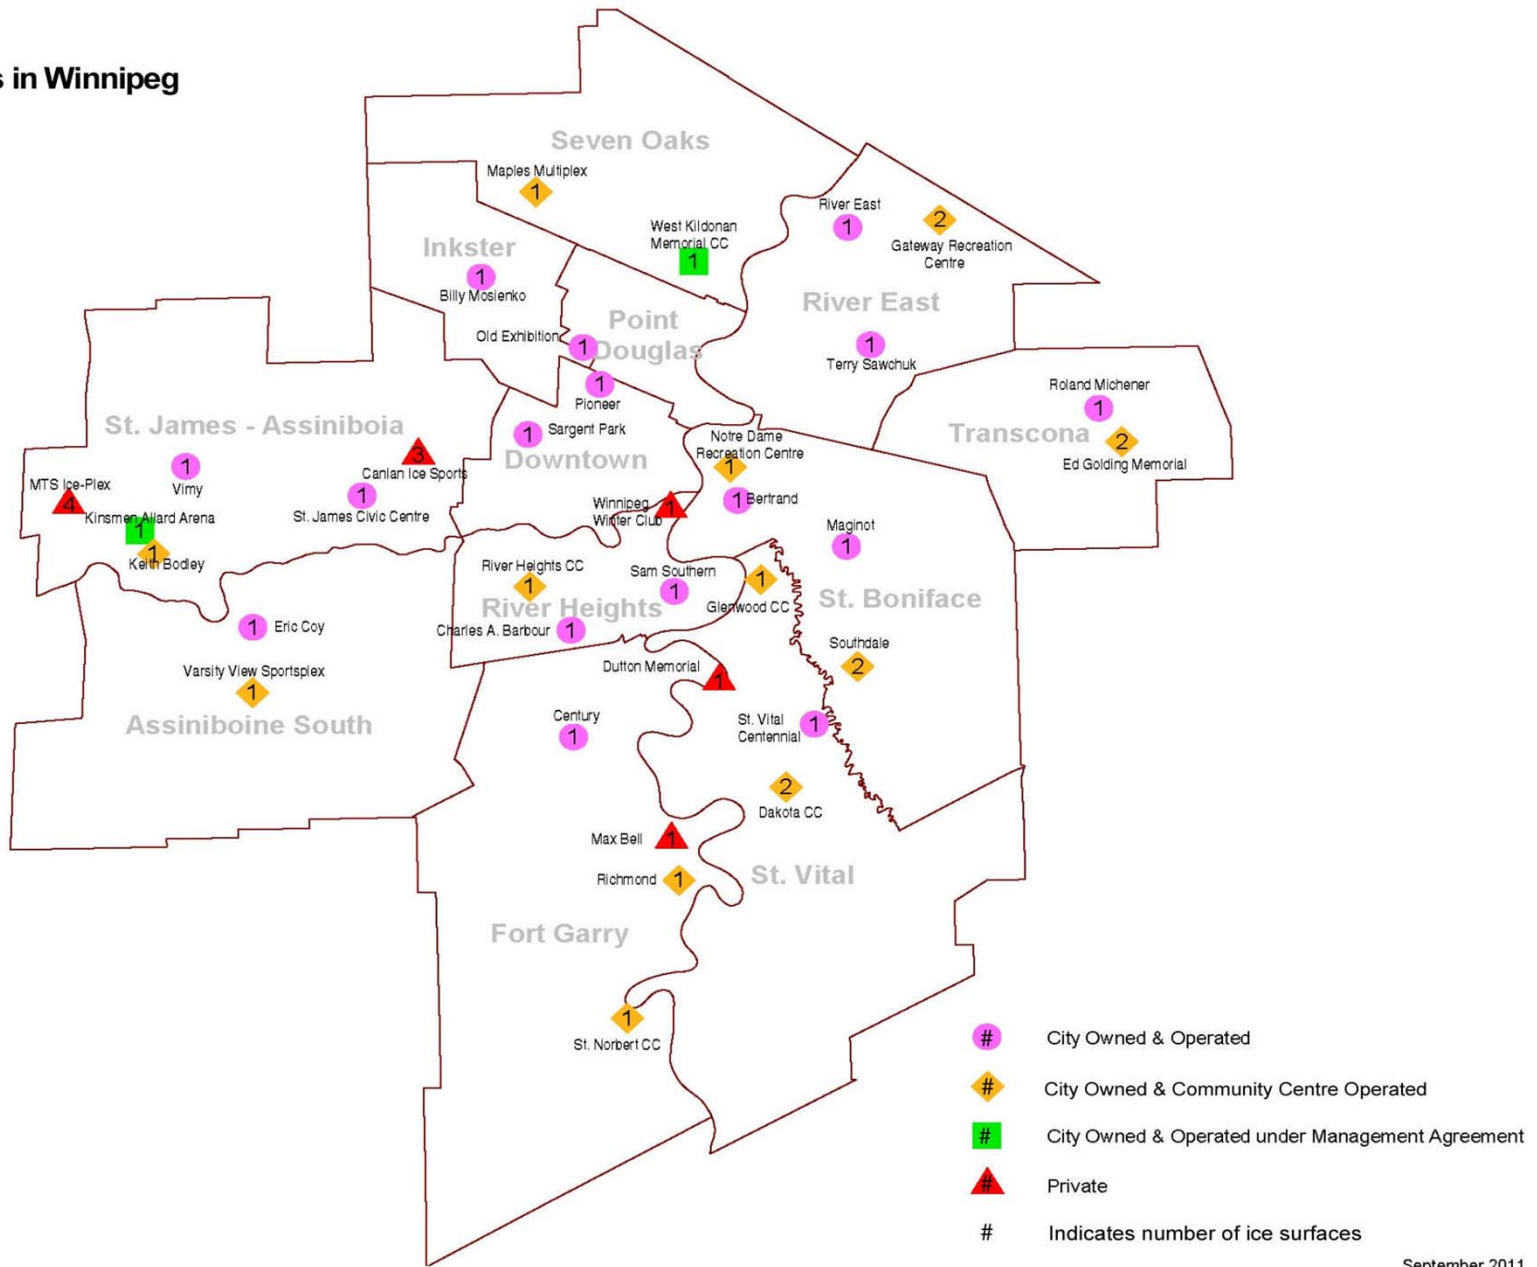 s in Winnipeg
Seven Oaks
Maples Multiplex
1
West Kildonan
Memorial CC
1
River East
1
2
Gateway Recreation
Centre
River East
1
Terry Sawchuk
Inkster
1
Billy Mosienko
Point
Douglas
Old Exhibition
1
1
Pioneer
1
Sargent Park
Downtown
Winnipeg
Winter Club
1
St. James - Assiniboia
3
Canlan Ice Sports
1
Vimy
1
St. James Civic Centre
MTS Ice-Plex
4
Kinsmen Allard Arena
1
1
Keith Bodley
Roland Michener
1
Transcona
2
Ed Golding Memorial
Notre Dame
Recreation Centre
1
1
Bertrand
Maginot
1
St. Boniface
Southdale
2
River Heights CC
1
River Heights
Sam Southern
1
Charles A. Barbour
1
1
Glenwood CC
1
Eric Coy
Varsity View Sportsplex
1
Assiniboine South
Dutton Memorial
1
Century
1
St. Vital
Centennial
1
2
Dakota CC
Max Bell
1
Richmond
1
St. Vital
Fort Garry
1
St. Norbert CC
# City Owned & Operated
# City Owned & Community Centre Operated
# City Owned & Operated under Management Agreement
# Private
# Indicates number of ice surfaces
September 2011